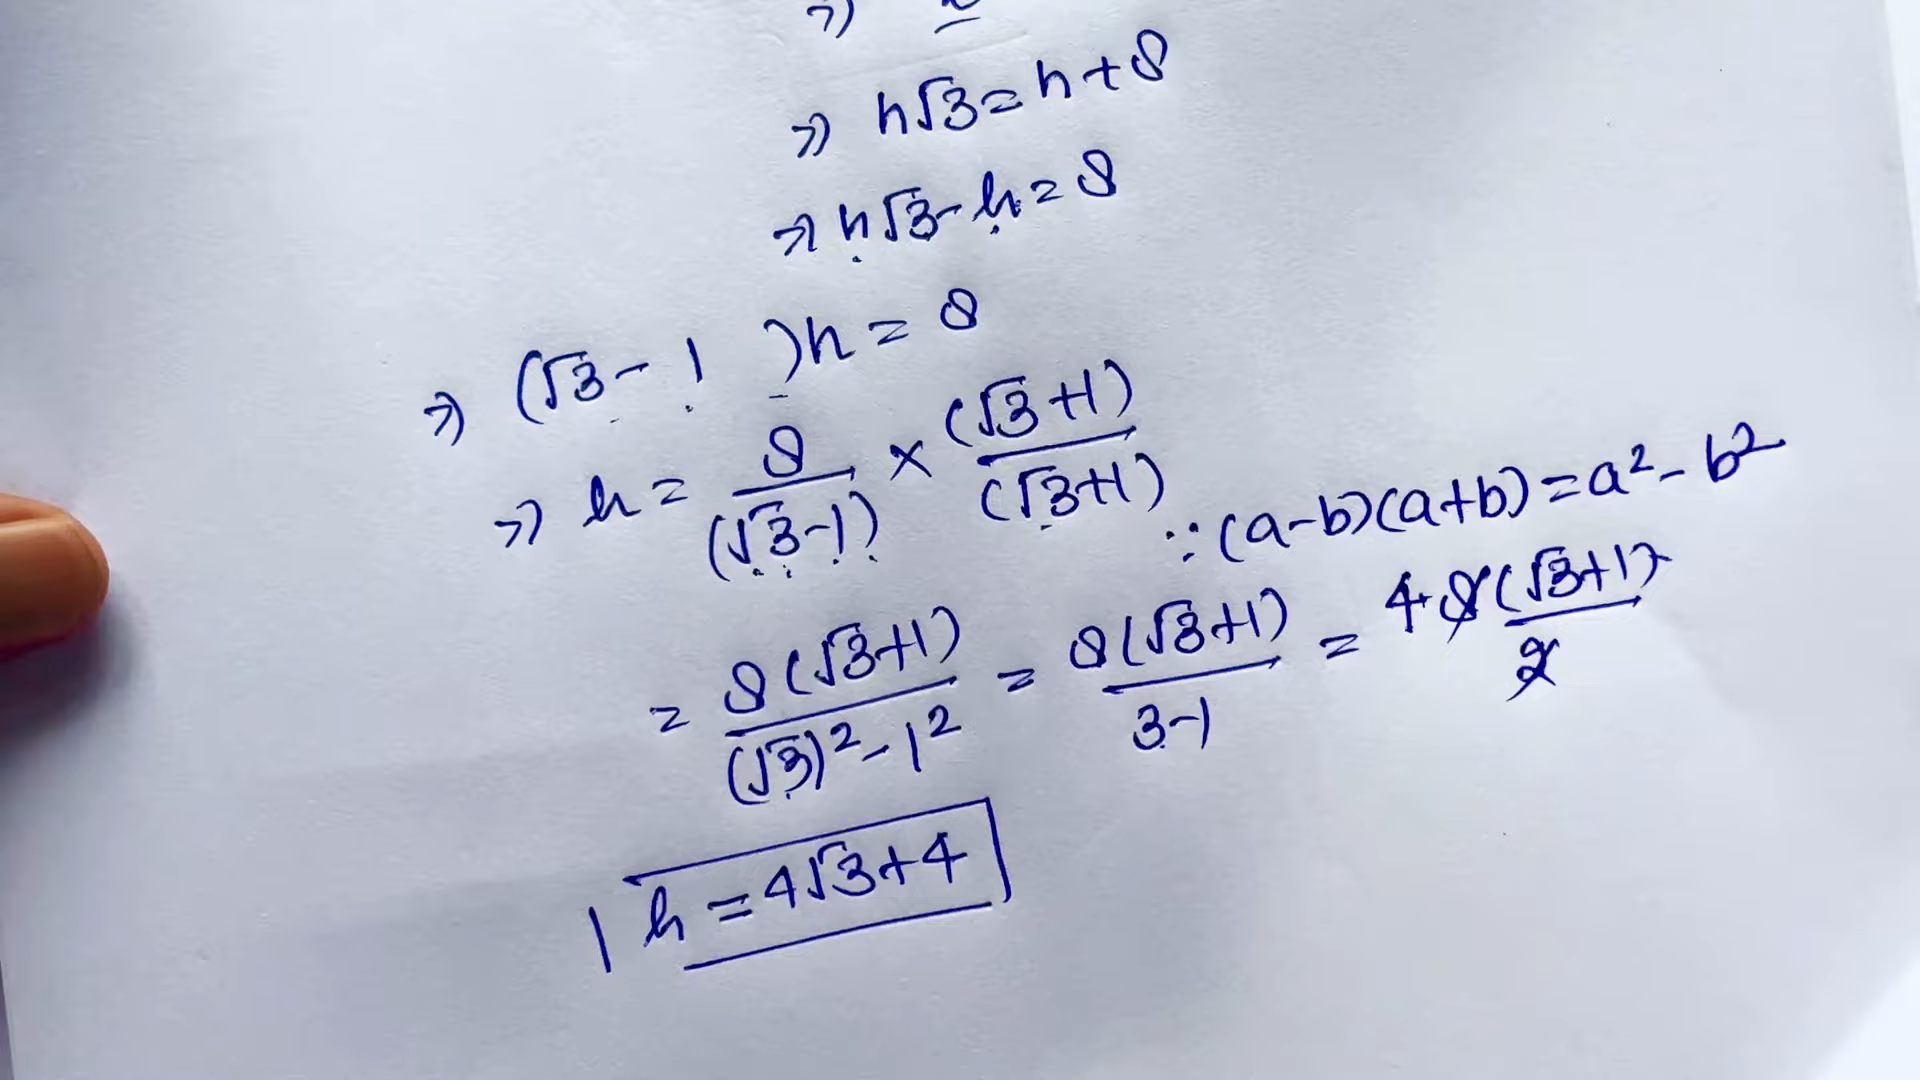 ⇒ h√3 = h + 8
⇒ h√3 - h = 8
⇒ (√3 - 1 )h = 8
⇒ h = 8/(√3-1) × (√3+1)/(√3+1)
∵ (a-b)(a+b) = a² - b²
= 8(√3+1)/((√3)² - 1²) = 8(√3+1)/(3-1) = 4 8(√3+1)/2
h = 4√3 + 4